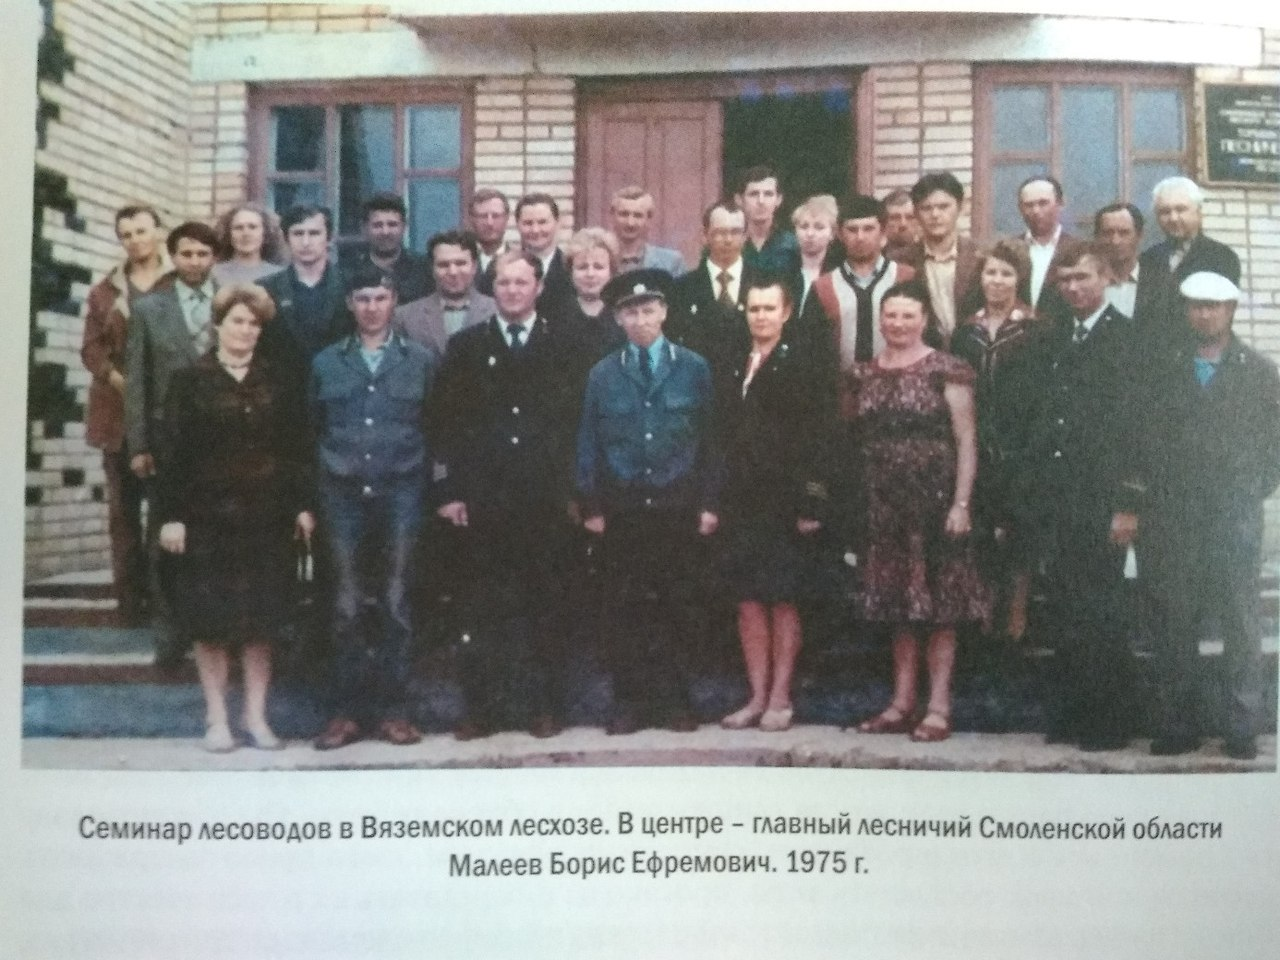 Семинар лесоводов в Вяземском лесхозе. В центре – главный лесничий Смоленской области
Малеев Борис Ефремович. 1975 г.